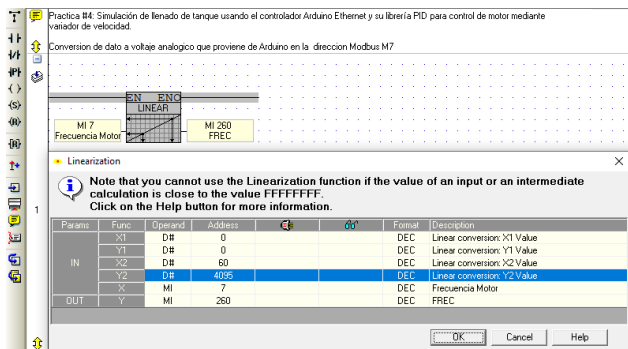 Practica #4: Simulación de llenado de tanque usando el controlador Arduino Ethernet y su librería PID para control de motor mediante
variador de velocidad.
Conversion de dato a voltaje analogico que proviene de Arduino en la direccion Modbus M7
EN ENO
LINEAR
MI 7
Frecuencia Motor
MI 260
FREC
Linearization
Note that you cannot use the Linearization function if the value of an input or an intermediate
calculation is close to the value FFFFFFFF.
Click on the Help button for more information.
1
Params Func Operand Address Format Description
X1 D# 0 DEC Linear conversion: X1 Value
Y1 D# 0 DEC Linear conversion: Y1 Value
IN X2 D# 60 DEC Linear conversion: X2 Value
Y2 D# 4095 DEC Linear conversion: Y2 Value
X MI 7 DEC Frecuencia Motor
OUT Y MI 260 DEC FREC
OK Cancel Help